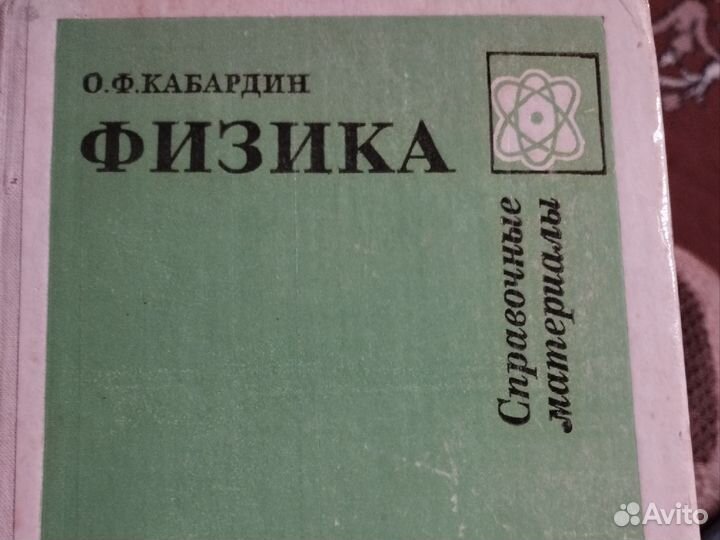 О.Ф.КАБАРДИН
ФИЗИКА
Справочные
материалы
Avito